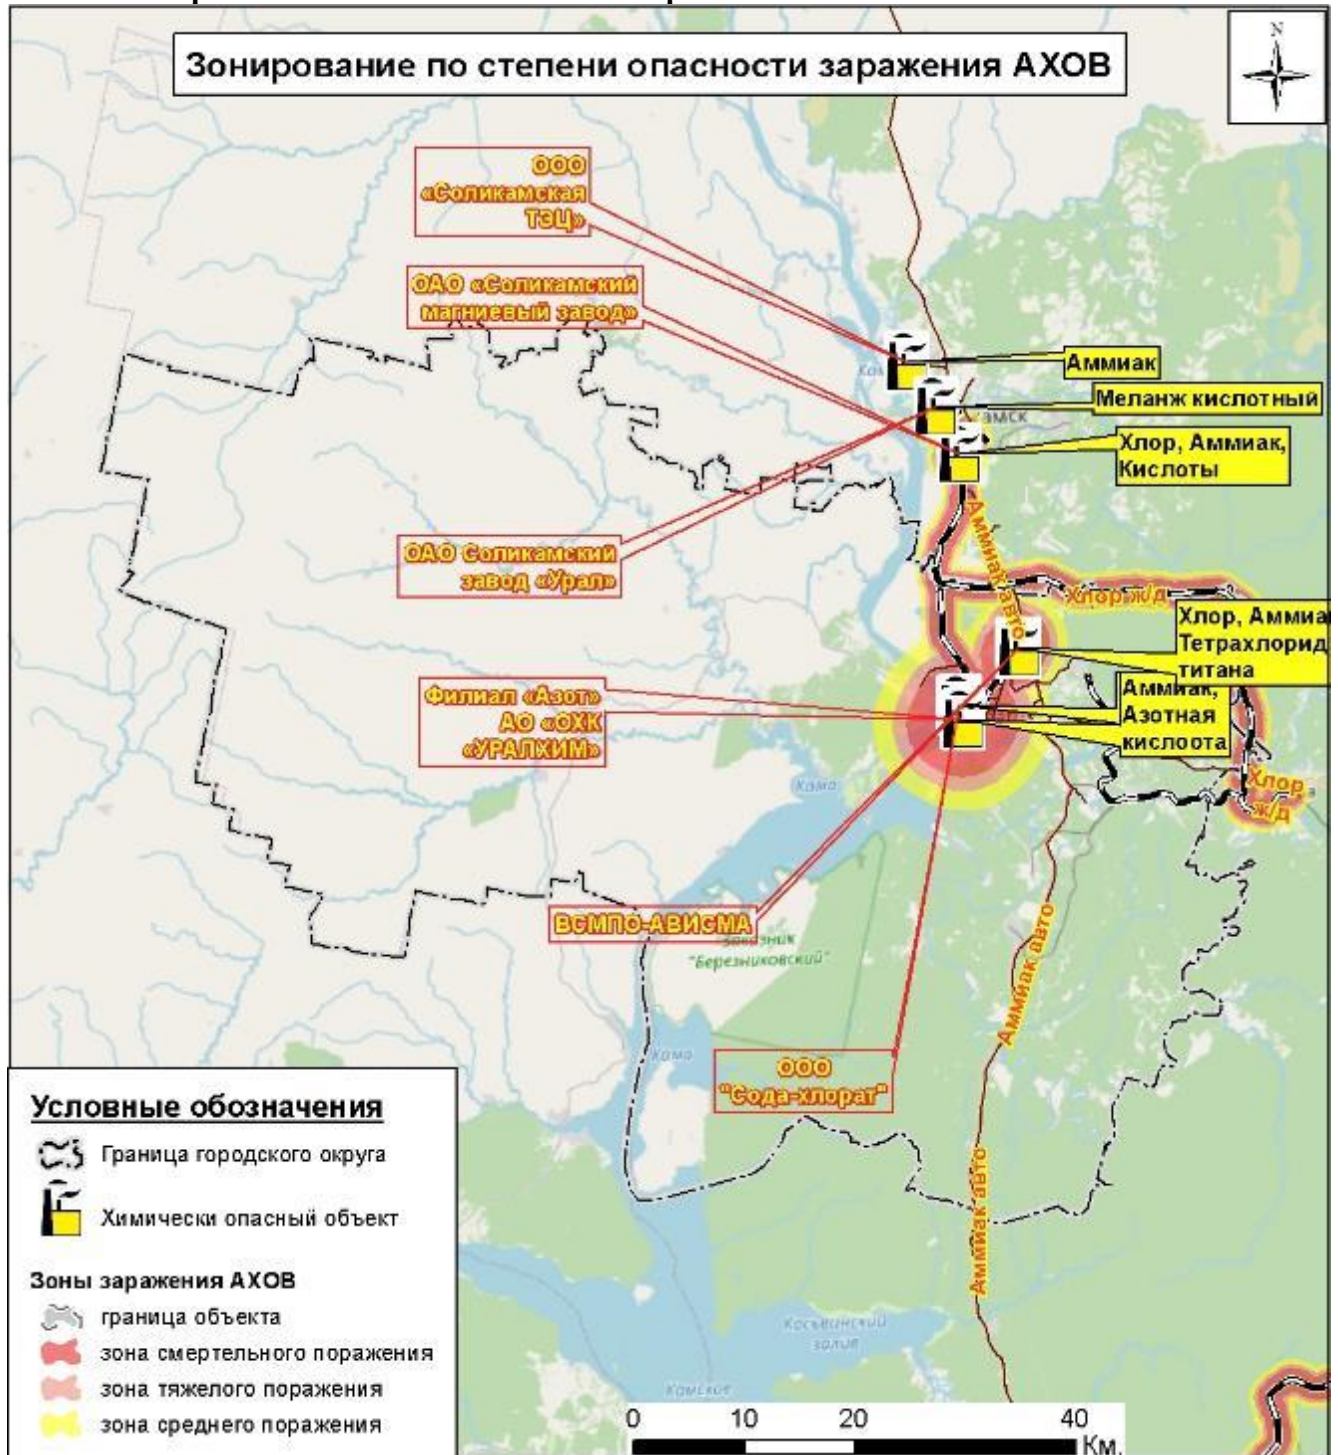 Зонирование по степени опасности заражения АХОВ
N
ООО
«Соликамская
ТЭЦ»
ОАО «Соликамский
магниевый завод»
Аммиак
Меланж кислотный
амск
Хлор, Аммиак,
Кислоты
ОАО Соликамский
завод «Урал»
Аммиак авто
Хлор ж/д
Хлор, Аммиа
Тетрахлорид
титана
Филиал «Азот»
АО «ОХК
«УРАЛХИМ»
Аммиак,
Азотная
кислоота
Кама
Хлор
ж/д
ВСМПО-АВИСМА
Заказник
"Березниковский"
Аммиак авто
Кама
ООО
"Сода-хлорат"
Аммиак авто
Условные обозначения
Граница городского округа
Химически опасный объект
Зоны заражения АХОВ
граница объекта
зона смертельного поражения
зона тяжелого поражения
зона среднего поражения
Косьвинский
залив
Камское
0 10 20 40
Км.